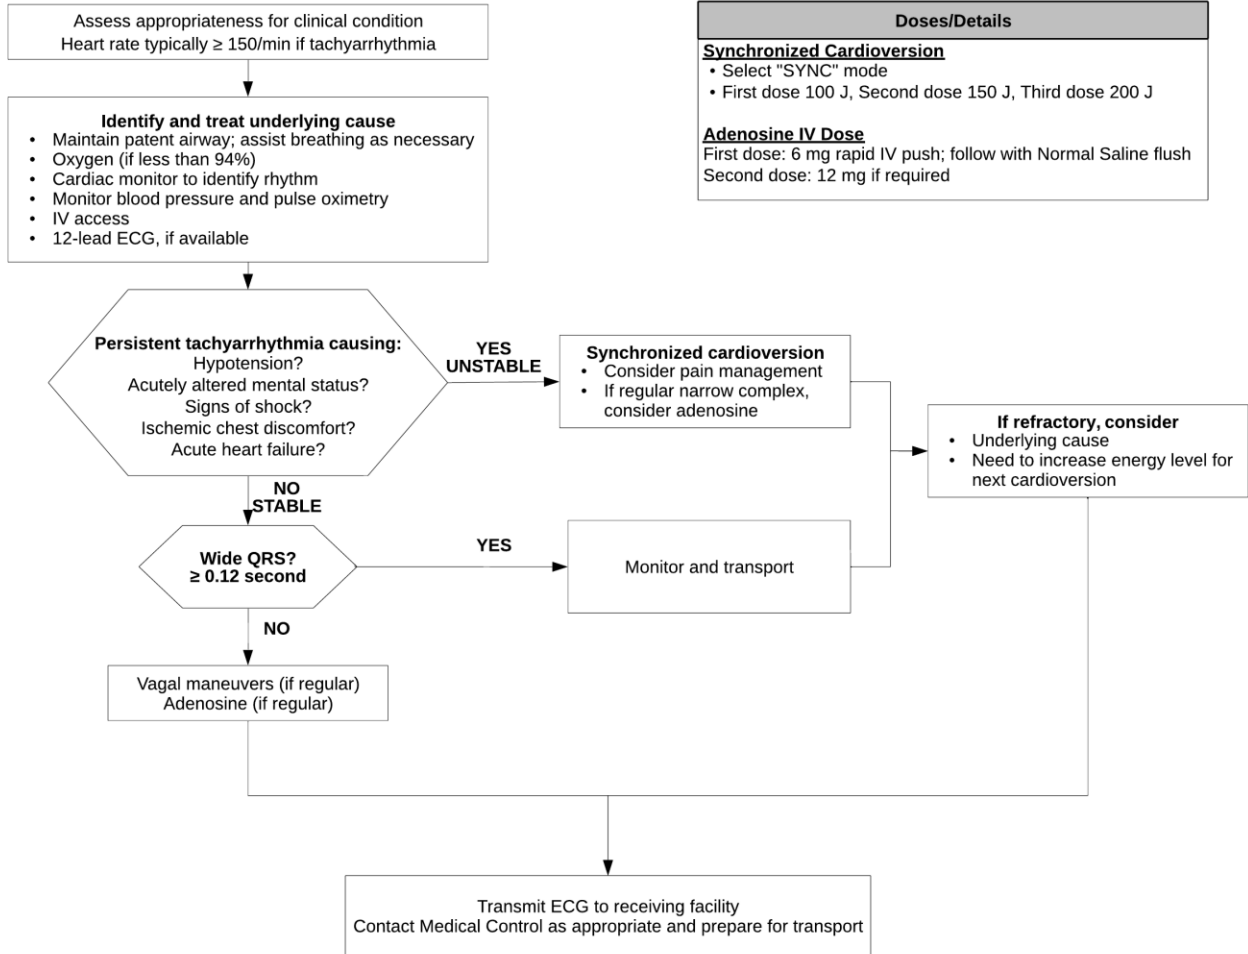 Assess appropriateness for clinical condition
Heart rate typically ≥ 150/min if tachyarrhythmia
Doses/Details
Synchronized Cardioversion
• Select "SYNC" mode
• First dose 100 J, Second dose 150 J, Third dose 200 J
Adenosine IV Dose
First dose: 6 mg rapid IV push; follow with Normal Saline flush
Second dose: 12 mg if required
Identify and treat underlying cause
• Maintain patent airway; assist breathing as necessary
• Oxygen (if less than 94%)
• Cardiac monitor to identify rhythm
• Monitor blood pressure and pulse oximetry
• IV access
• 12-lead ECG, if available
Persistent tachyarrhythmia causing:
Hypotension?
Acutely altered mental status?
Signs of shock?
Ischemic chest discomfort?
Acute heart failure?
YES
UNSTABLE
Synchronized cardioversion
• Consider pain management
• If regular narrow complex,
consider adenosine
If refractory, consider
• Underlying cause
• Need to increase energy level for
next cardioversion
NO
STABLE
Wide QRS?
≥ 0.12 second
YES
Monitor and transport
NO
Vagal maneuvers (if regular)
Adenosine (if regular)
Transmit ECG to receiving facility
Contact Medical Control as appropriate and prepare for transport